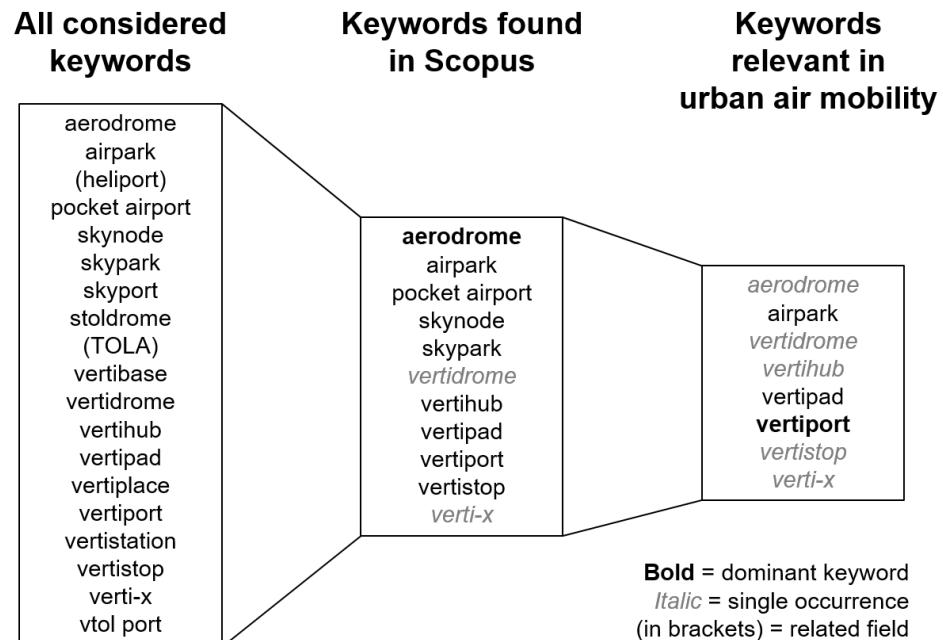 All considered
keywords
aerodrome
airpark
(heliport)
pocket airport
skynode
skypark
skyport
stoldrome
(TOLA)
vertibase
vertidrome
vertihub
vertipad
vertiplace
vertiport
vertistation
vertistop
verti-x
vtol port
Keywords found
in Scopus
aerodrome
airpark
pocket airport
skynode
skypark
vertidrome
vertihub
vertipad
vertiport
vertistop
verti-x
Keywords
relevant in
urban air mobility
aerodrome
airpark
vertidrome
vertihub
vertipad
vertiport
vertistop
verti-x
Bold = dominant keyword
Italic = single occurrence
(in brackets) = related field